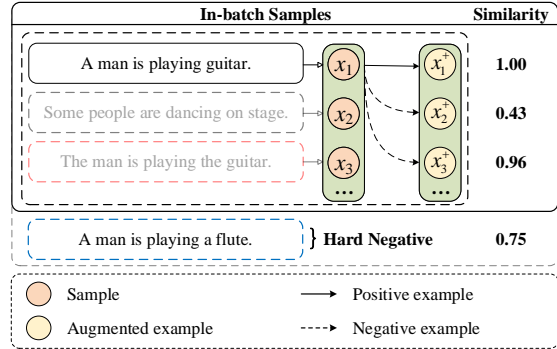 In-batch Samples Similarity
A man is playing guitar. x₁ x₁⁺ 1.00
Some people are dancing on stage. x₂ x₂⁺ 0.43
The man is playing the guitar. x₃ x₃⁺ 0.96
... ...
A man is playing a flute. } Hard Negative 0.75
Sample Positive example
Augmented example Negative example